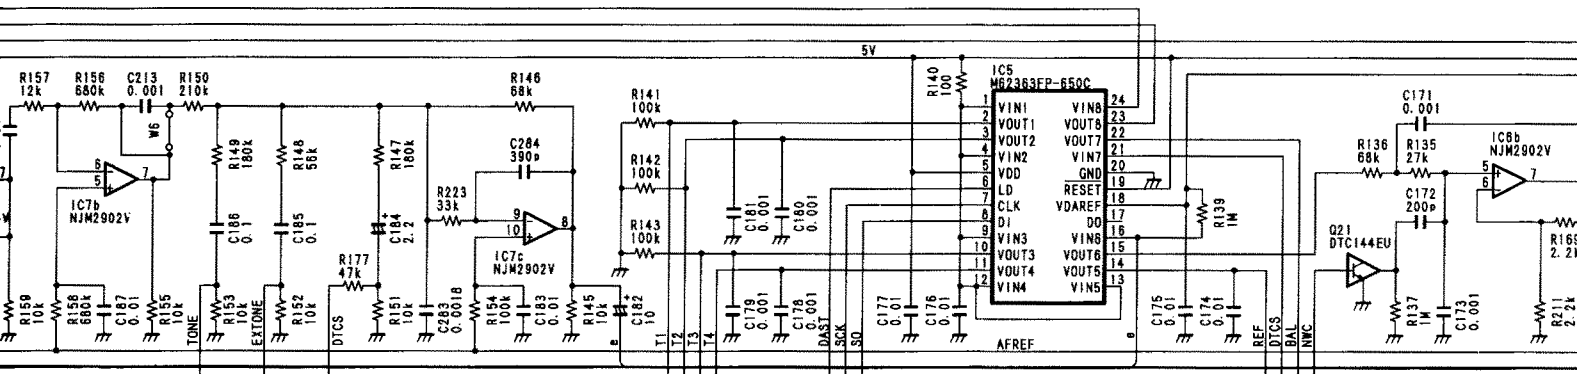 5V
R157
12k
R156
680k
C213
0.001
R150
210k
W6
6
5
7
IC7b
NJM2902V
R159
10k
R158
680k
C187
0.01
R155
10k
R149
180k
C186
0.1
R153
10k
TONE
R148
56k
C185
0.1
R152
10k
EXTONE
R147
180k
C184
2.2
R177
47k
R151
10k
DTCS
R146
68k
C284
390p
R223
33k
9
10
8
IC7c
NJM2902V
C283
0.0018
R154
100k
C183
0.01
R145
10k
C182
10
e
R141
100k
R142
100k
R143
100k
C181
0.001
C180
0.001
C179
0.001
C178
0.001
T1
T2
T3
T4
DAST
SCK
SO
C177
0.01
C176
0.01
AFREF
R140
100
IC5
M62363FP-650C
1 VIN1
2 VOUT1
3 VOUT2
4 VIN2
5 VDD
6 LD
7 CLK
8 DI
9 VIN3
10 VOUT3
11 VOUT4
12 VIN4
VIN8 24
VOUT8 23
VOUT7 22
VIN7 21
GND 20
RESET 19
VDAREF 18
DO 17
VIN6 16
VOUT6 15
VOUT5 14
VIN5 13
R139
1M
e
C175
0.01
C174
0.01
REF
DTCS
BAL
NWC
C171
0.001
R136
68k
R135
27k
C172
200p
Q21
DTC144EU
R137
1M
C173
0.001
IC6b
NJM2902V
5
6
7
R169
2.2k
R211
2.2k